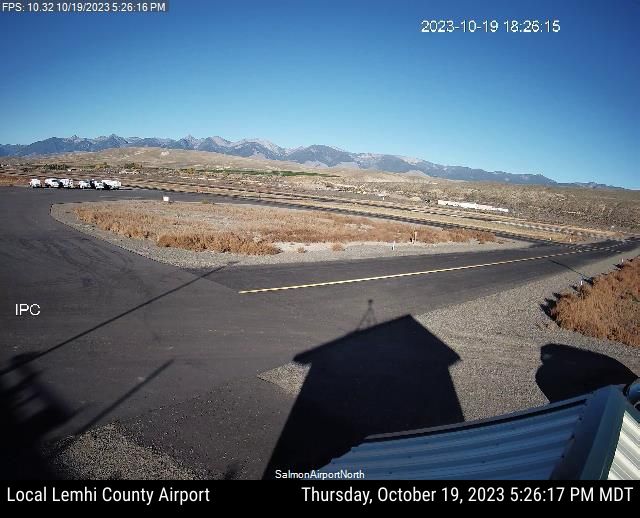 FPS: 10.32 10/19/2023 5:26:16 PM
2023-10-19 18:26:15
IPC
SalmonAirportNorth
Local Lemhi County Airport Thursday, October 19, 2023 5:26:17 PM MDT